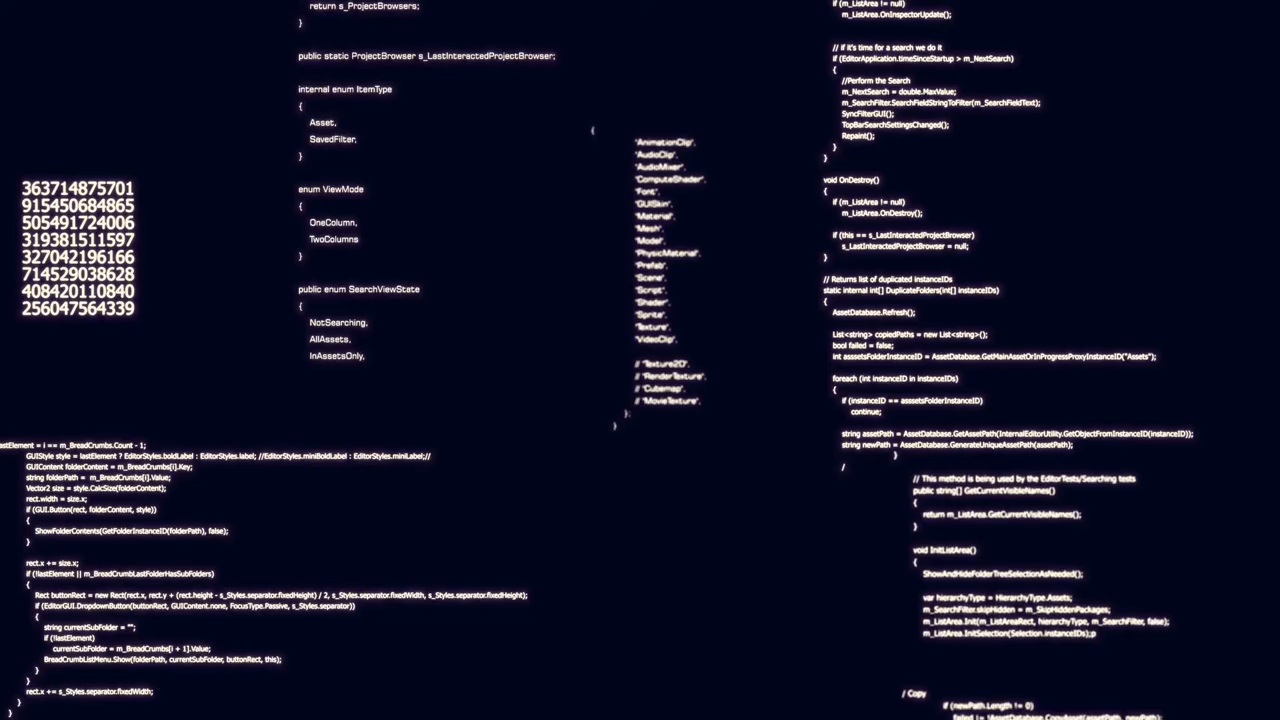 363714875701
915450684865
505491724006
319381511597
327042196166
714529038628
408420110840
256047564339
return s_ProjectBrowsers;
}
public static ProjectBrowser s_LastInteractedProjectBrowser;
internal enum ItemType
{
Asset,
SavedFilter,
}
enum ViewMode
{
OneColumn,
TwoColumns
}
public enum SearchViewState
{
NotSearching,
AllAssets,
InAssetsOnly,
{
"AnimationClip",
"AudioClip",
"AudioMixer",
"ComputeShader",
"Font",
"GUISkin",
"Material",
"Mesh",
"Model",
"PhysicMaterial",
"Prefab",
"Scene",
"Script",
"Shader",
"Sprite",
"Texture",
"VideoClip",
// "Texture2D",
// "RenderTexture",
// "Cubemap",
// "MovieTexture",
};
}
if (m_ListArea != null)
m_ListArea.OnInspectorUpdate();
// if it's time for a search we do it
if (EditorApplication.timeSinceStartup > m_NextSearch)
{
//Perform the Search
m_NextSearch = double.MaxValue;
m_SearchFilter.SearchFieldStringToFilter(m_SearchFieldText);
SyncFilterGUI();
TopBarSearchSettingsChanged();
Repaint();
}
}
void OnDestroy()
{
if (m_ListArea != null)
m_ListArea.OnDestroy();
if (this == s_LastInteractedProjectBrowser)
s_LastInteractedProjectBrowser = null;
}
// Returns list of duplicated instanceIDs
static internal int[] DuplicateFolders(int[] instanceIDs)
{
AssetDatabase.Refresh();
List<string> copiedPaths = new List<string>();
bool failed = false;
int asssetsFolderInstanceID = AssetDatabase.GetMainAssetOrInProgressProxyInstanceID("Assets");
foreach (int instanceID in instanceIDs)
{
if (instanceID == asssetsFolderInstanceID)
continue;
string assetPath = AssetDatabase.GetAssetPath(InternalEditorUtility.GetObjectFromInstanceID(instanceID));
string newPath = AssetDatabase.GenerateUniqueAssetPath(assetPath);
}
/
// This method is being used by the EditorTests/Searching tests
public string[] GetCurrentVisibleNames()
{
return m_ListArea.GetCurrentVisibleNames();
}
void InitListArea()
{
ShowAndHideFolderTreeSelectionAsNeeded();
var hierarchyType = HierarchyType.Assets;
m_SearchFilter.skipHidden = m_SkipHiddenPackages;
m_ListArea.Init(m_ListAreaRect, hierarchyType, m_SearchFilter, false);
m_ListArea.InitSelection(Selection.instanceIDs);p
/ Copy
if (newPath.Length != 0)
failed |= !AssetDatabase.CopyAsset(assetPath, newPath);
astElement = i == m_BreadCrumbs.Count - 1;
GUIStyle style = lastElement ? EditorStyles.boldLabel : EditorStyles.label; //EditorStyles.miniBoldLabel : EditorStyles.miniLabel;//
GUIContent folderContent = m_BreadCrumbs[i].Key;
string folderPath = m_BreadCrumbs[i].Value;
Vector2 size = style.CalcSize(folderContent);
rect.width = size.x;
if (GUI.Button(rect, folderContent, style))
{
ShowFolderContents(GetFolderInstanceID(folderPath), false);
}
rect.x += size.x;
if (!lastElement || m_BreadCrumbLastFolderHasSubFolders)
{
Rect buttonRect = new Rect(rect.x, rect.y + (rect.height - s_Styles.separator.fixedHeight) / 2, s_Styles.separator.fixedWidth, s_Styles.separator.fixedHeight);
if (EditorGUI.DropdownButton(buttonRect, GUIContent.none, FocusType.Passive, s_Styles.separator))
{
string currentSubFolder = "";
if (!lastElement)
currentSubFolder = m_BreadCrumbs[i + 1].Value;
BreadCrumbListMenu.Show(folderPath, currentSubFolder, buttonRect, this);
}
}
rect.x += s_Styles.separator.fixedWidth;
}
}